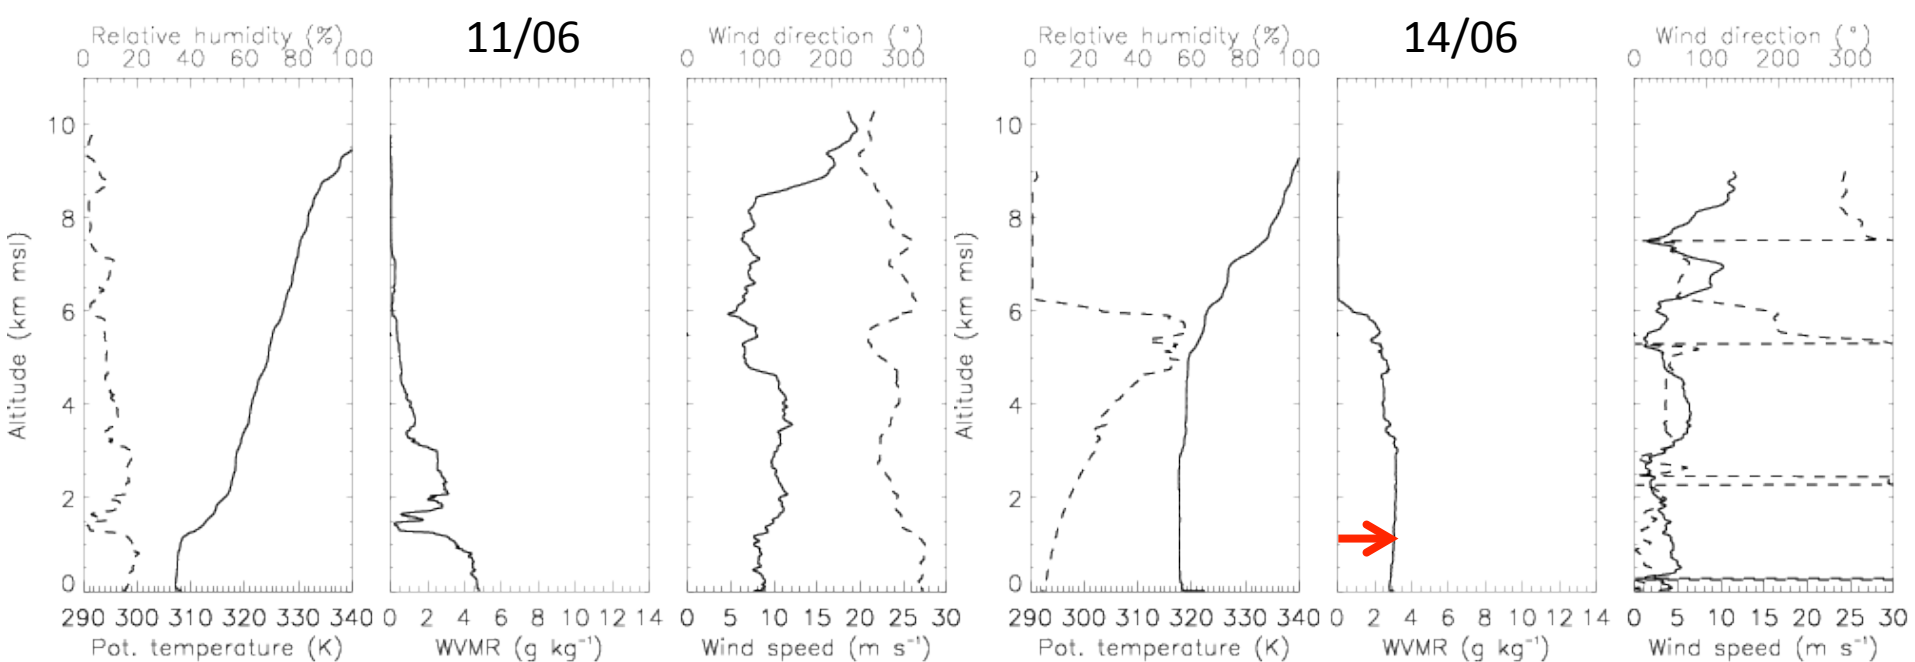 Relative humidity (%)
0 20 40 60 80 100
11/06
Wind direction (°)
0 100 200 300
Relative humidity (%)
0 20 40 60 80 100
14/06
Wind direction (°)
0 100 200 300
10
8
6
4
2
0
Altitude (km msl)
10
8
6
4
2
0
Altitude (km msl)
290 300 310 320 330 340
Pot. temperature (K)
0 2 4 6 8 10 12 14
WVMR (g kg⁻¹)
0 5 10 15 20 25 30
Wind speed (m s⁻¹)
290 300 310 320 330 340
Pot. temperature (K)
0 2 4 6 8 10 12 14
WVMR (g kg⁻¹)
0 5 10 15 20 25 30
Wind speed (m s⁻¹)